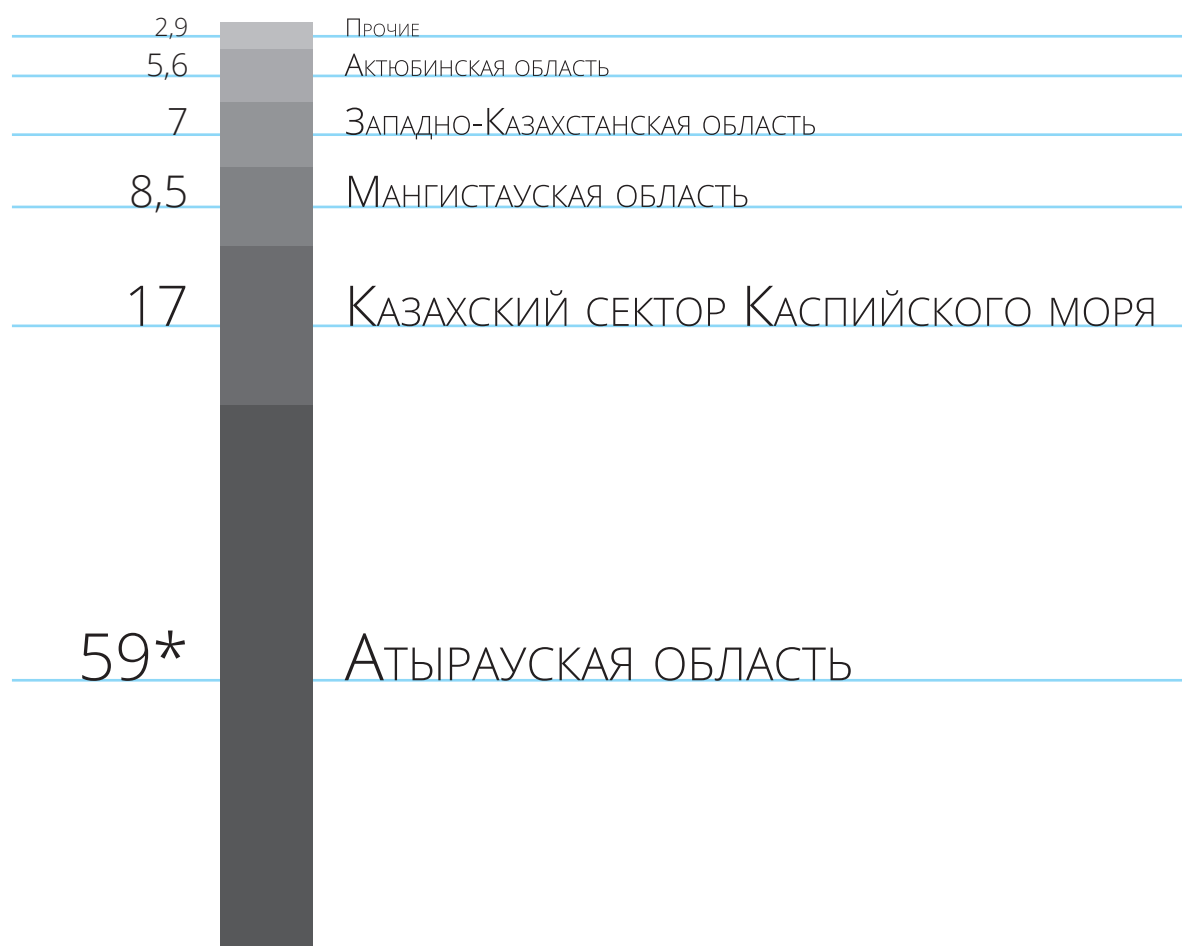 2,9 Прочие
5,6 Актюбинская область
7 Западно-Казахстанская область
8,5 Мангистауская область
17 Казахский сектор Каспийского моря
59* Атырауская область